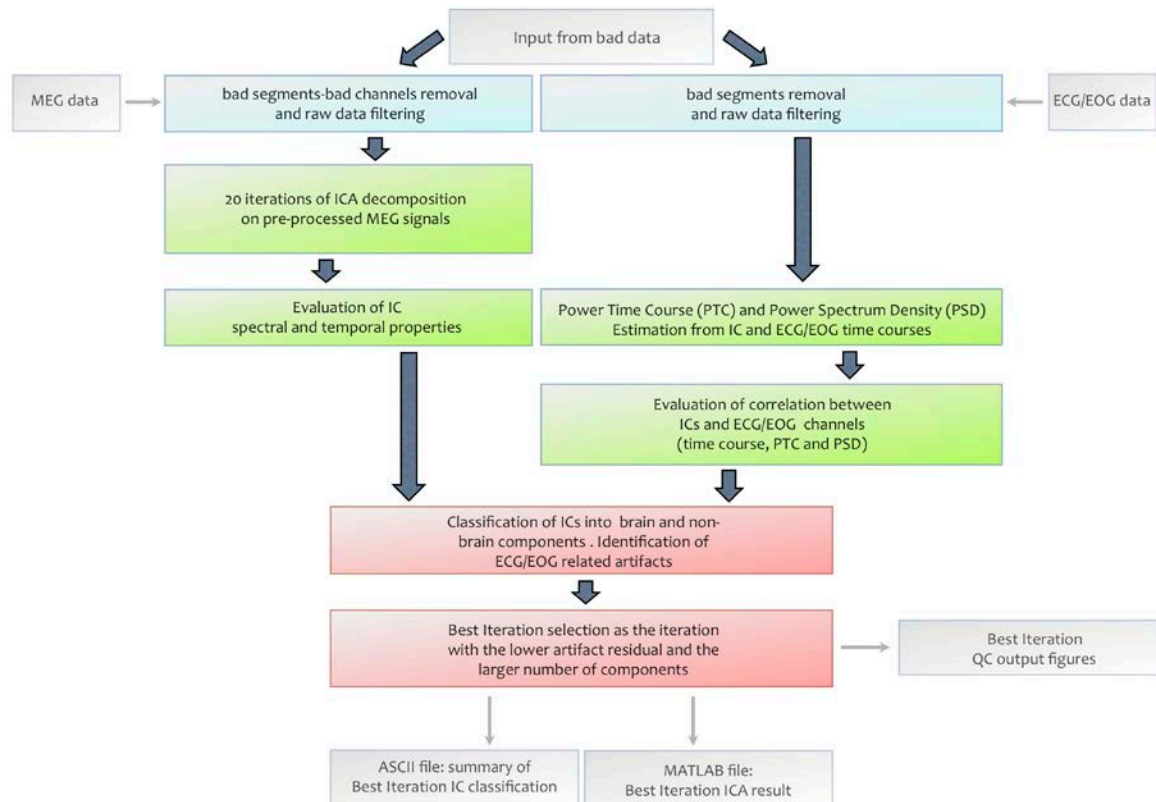 Input from bad data
MEG data
bad segments-bad channels removal
and raw data filtering
bad segments removal
and raw data filtering
ECG/EOG data
20 iterations of ICA decomposition
on pre-processed MEG signals
Evaluation of IC
spectral and temporal properties
Power Time Course (PTC) and Power Spectrum Density (PSD)
Estimation from IC and ECG/EOG time courses
Evaluation of correlation between
ICs and ECG/EOG channels
(time course, PTC and PSD)
Classification of ICs into brain and non-
brain components . Identification of
ECG/EOG related artifacts
Best Iteration selection as the iteration
with the lower artifact residual and the
larger number of components
Best Iteration
QC output figures
ASCII file: summary of
Best Iteration IC classification
MATLAB file:
Best Iteration ICA result